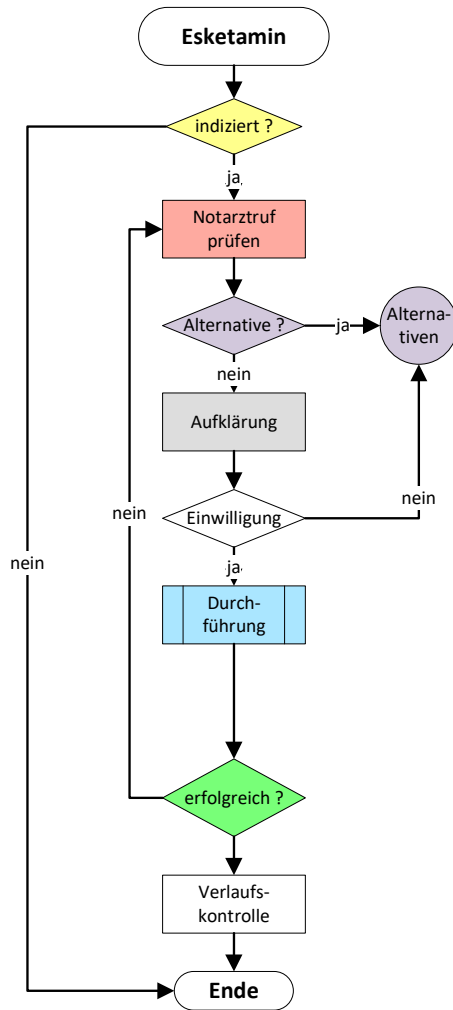 Esketamin
indiziert ?
ja
Notarztruf
prüfen
Alternative ?
ja
Alterna-
tiven
nein
Aufklärung
Einwilligung
nein
nein
nein
ja
Durch-
führung
erfolgreich ?
Verlaufs-
kontrolle
Ende